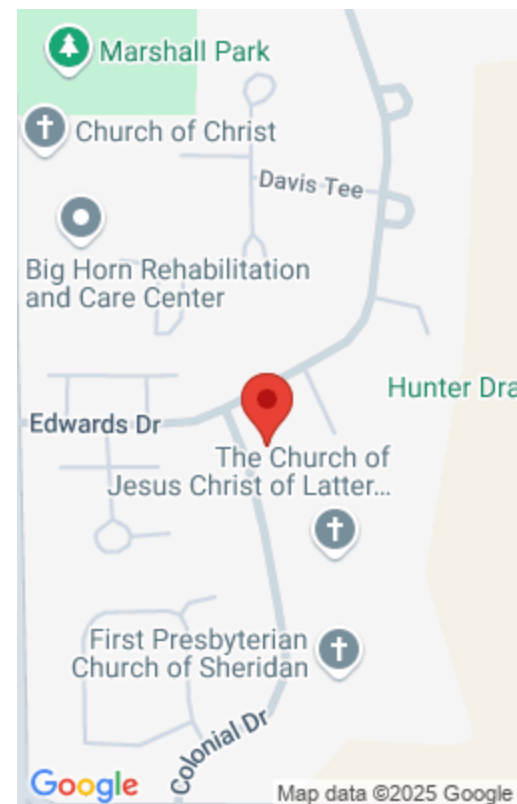 Marshall Park
Church of Christ
Davis Tee
Big Horn Rehabilitation
and Care Center
Hunter Dra
Edwards Dr
The Church of
Jesus Christ of Latter...
First Presbyterian
Church of Sheridan
Colonial Dr
Google
Map data ©2025 Google